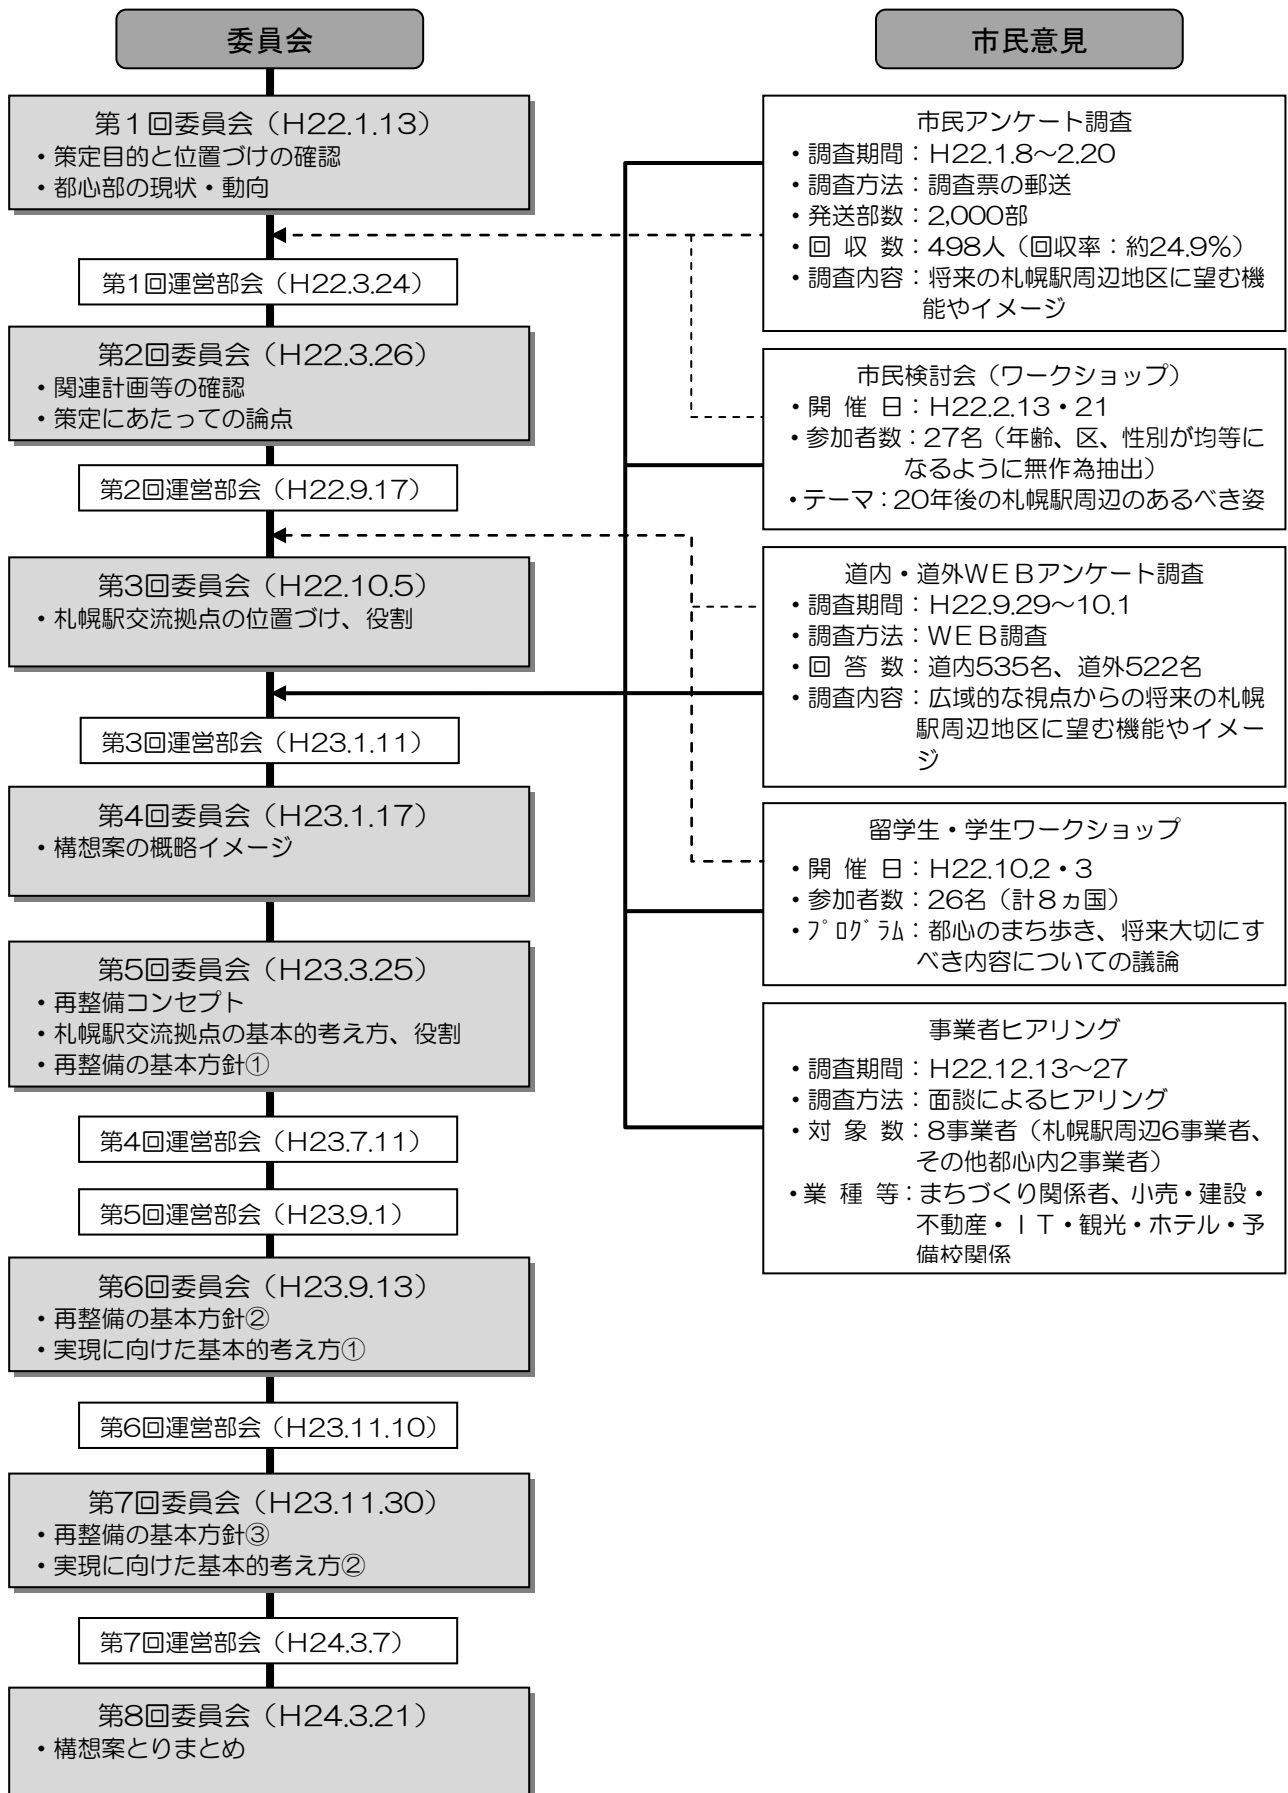 委員会
第1回委員会（H22.1.13）
・策定目的と位置づけの確認
・都心部の現状・動向
第1回運営部会（H22.3.24）
第2回委員会（H22.3.26）
・関連計画等の確認
・策定にあたっての論点
第2回運営部会（H22.9.17）
第3回委員会（H22.10.5）
・札幌駅交流拠点の位置づけ、役割
第3回運営部会（H23.1.11）
第4回委員会（H23.1.17）
・構想案の概略イメージ
第5回委員会（H23.3.25）
・再整備コンセプト
・札幌駅交流拠点の基本的考え方、役割
・再整備の基本方針①
第4回運営部会（H23.7.11）
第5回運営部会（H23.9.1）
第6回委員会（H23.9.13）
・再整備の基本方針②
・実現に向けた基本的考え方①
第6回運営部会（H23.11.10）
第7回委員会（H23.11.30）
・再整備の基本方針③
・実現に向けた基本的考え方②
第7回運営部会（H24.3.7）
第8回委員会（H24.3.21）
・構想案とりまとめ
市民意見
市民アンケート調査
・調査期間：H22.1.8～2.20
・調査方法：調査票の郵送
・発送部数：2,000部
・回 収 数：498人（回収率：約24.9％）
・調査内容：将来の札幌駅周辺地区に望む機
能やイメージ
市民検討会（ワークショップ）
・開 催 日：H22.2.13・21
・参加者数：27名（年齢、区、性別が均等に
なるように無作為抽出）
・テーマ：20年後の札幌駅周辺のあるべき姿
道内・道外WEBアンケート調査
・調査期間：H22.9.29～10.1
・調査方法：WEB調査
・回 答 数：道内535名、道外522名
・調査内容：広域的な視点からの将来の札幌
駅周辺地区に望む機能やイメー
ジ
留学生・学生ワークショップ
・開 催 日：H22.10.2・3
・参加者数：26名（計8ヵ国）
・ﾌﾟﾛｸﾞﾗﾑ：都心のまち歩き、将来大切にす
べき内容についての議論
事業者ヒアリング
・調査期間：H22.12.13～27
・調査方法：面談によるヒアリング
・対 象 数：8事業者（札幌駅周辺6事業者、
その他都心内2事業者）
・業 種 等：まちづくり関係者、小売・建設・
不動産・IT・観光・ホテル・予
備校関係